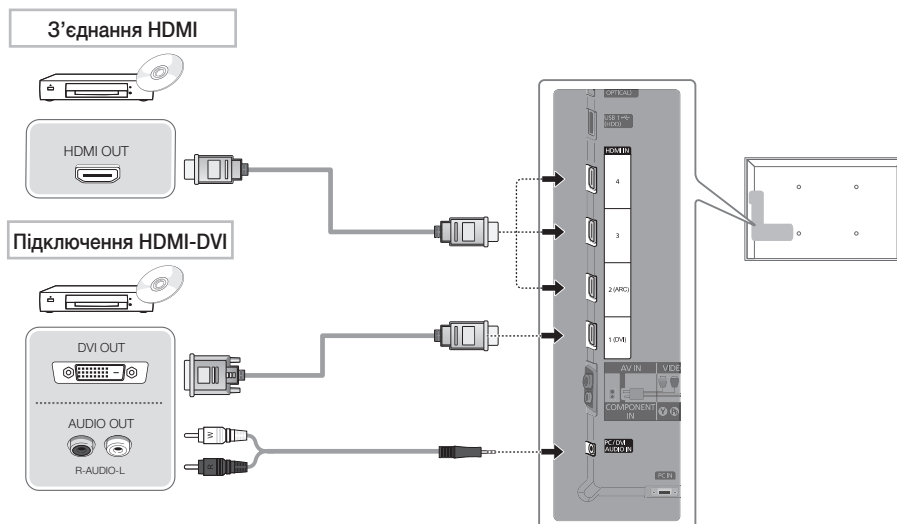 З’єднання HDMI
HDMI OUT
Підключення HDMI-DVI
DVI OUT
AUDIO OUT
R-AUDIO-L
W
R
OPTICAL)
USB 1
(HDD)
HDMI IN
4
3
2 (ARC)
1 (DVI)
AV IN
VIDE
COMPONENT
IN
Y
PC / DVI
AUDIO IN
PC IN